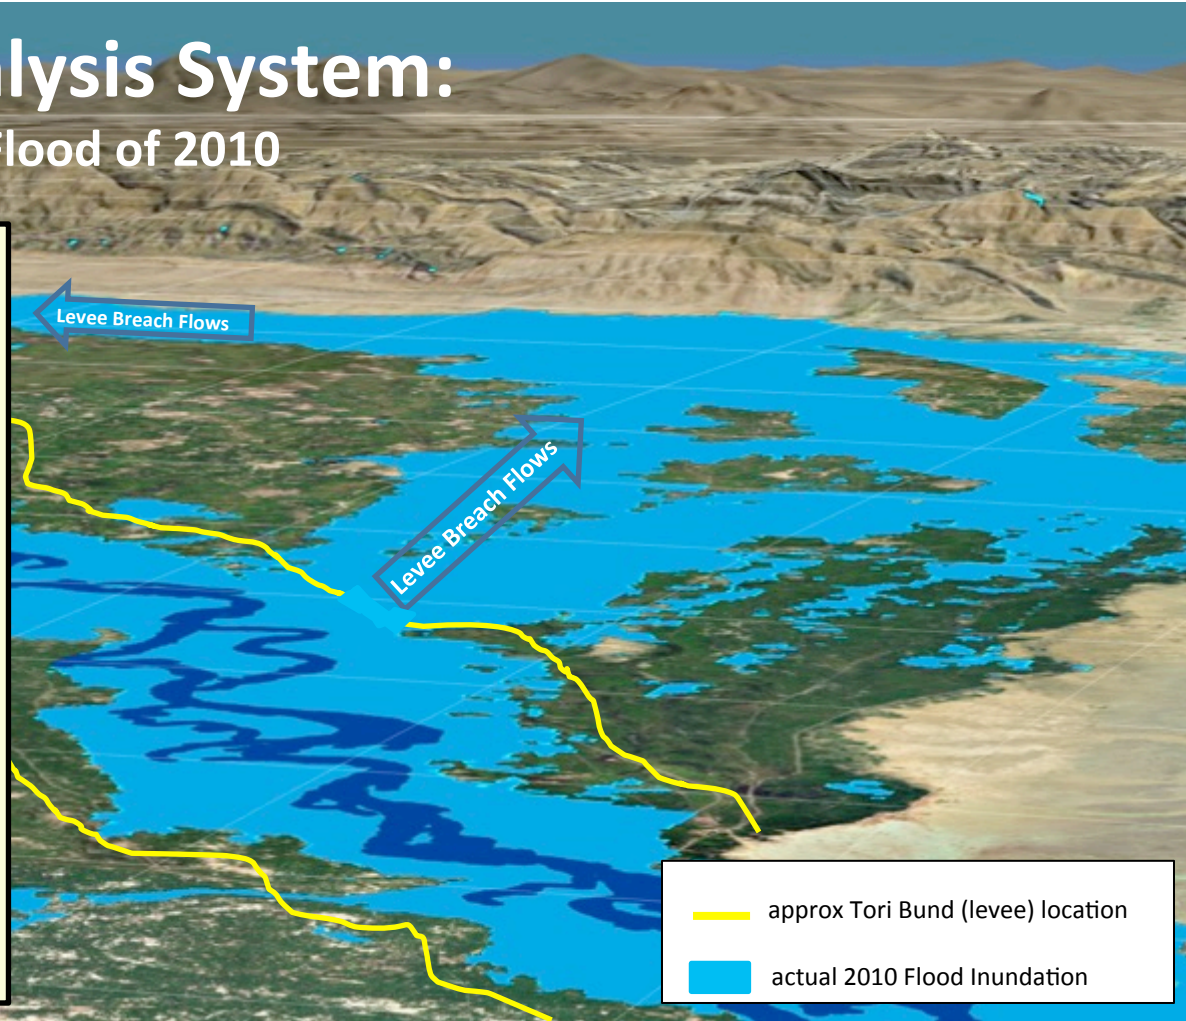 alysis System:
Flood of 2010
Levee Breach Flows
Levee Breach Flows
approx Tori Bund (levee) location
actual 2010 Flood Inundation